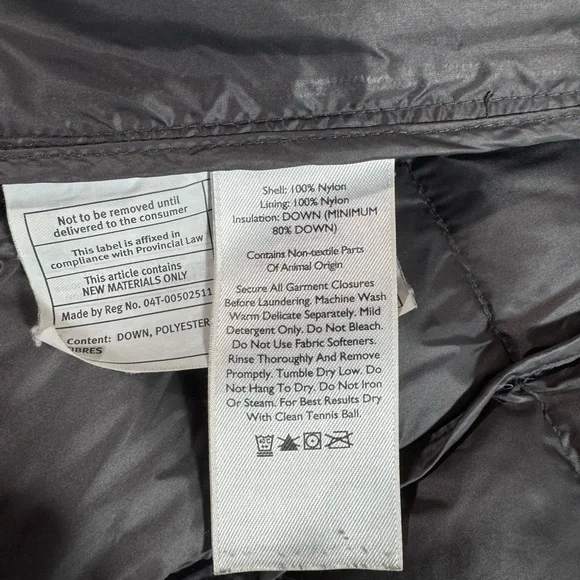 Not to be removed until
delivered to the consumer
This label is affixed in
compliance with Provincial Law
This article contains
NEW MATERIALS ONLY
Made by Reg No. 04T-00502511
Content: DOWN, POLYESTER
FIBRES
Shell: 100% Nylon
Lining: 100% Nylon
Insulation: DOWN (MINIMUM
80% DOWN)
Contains Non-textile Parts
Of Animal Origin
Secure All Garment Closures
Before Laundering. Machine Wash
Warm Delicate Separately. Mild
Detergent Only. Do Not Bleach.
Do Not Use Fabric Softeners.
Rinse Thoroughly And Remove
Promptly. Tumble Dry Low. Do
Not Hang To Dry. Do Not Iron
Or Steam. For Best Results Dry
With Clean Tennis Ball.